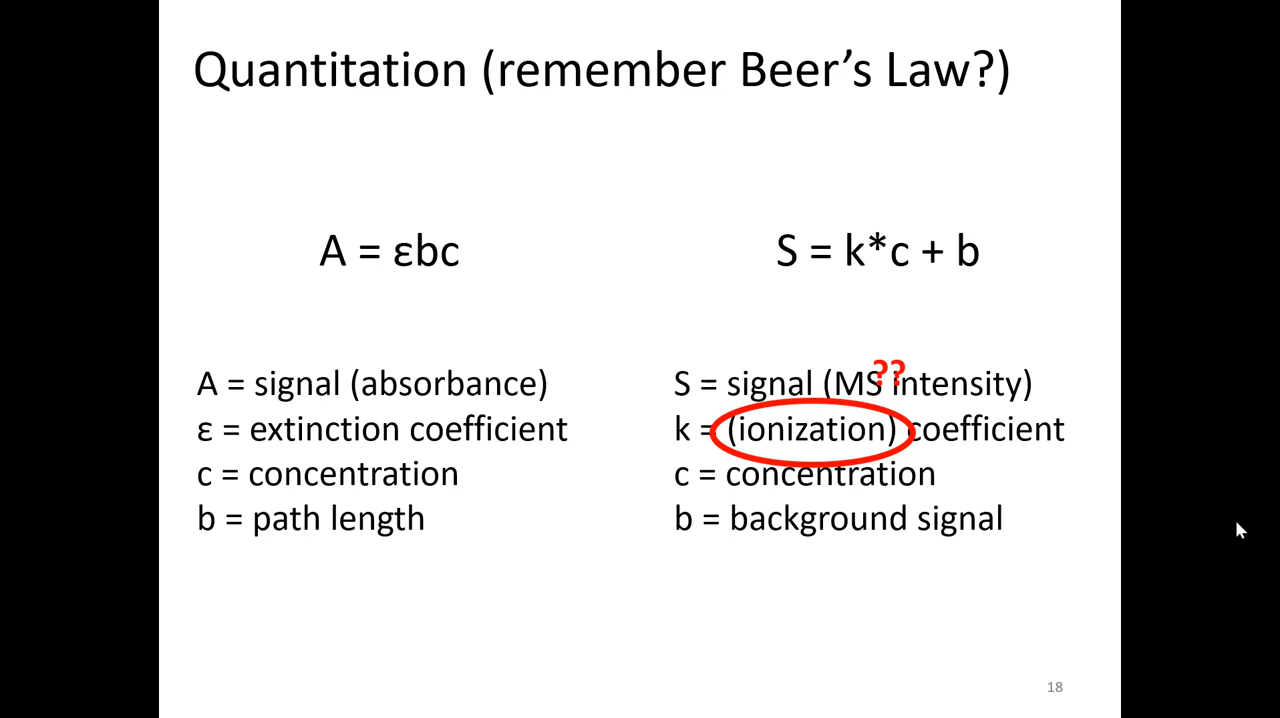 Quantitation (remember Beer’s Law?)
A = εbc
S = k*c + b
A = signal (absorbance)
ε = extinction coefficient
c = concentration
b = path length
??
S = signal (MS intensity)
k = (ionization) coefficient
c = concentration
b = background signal
18